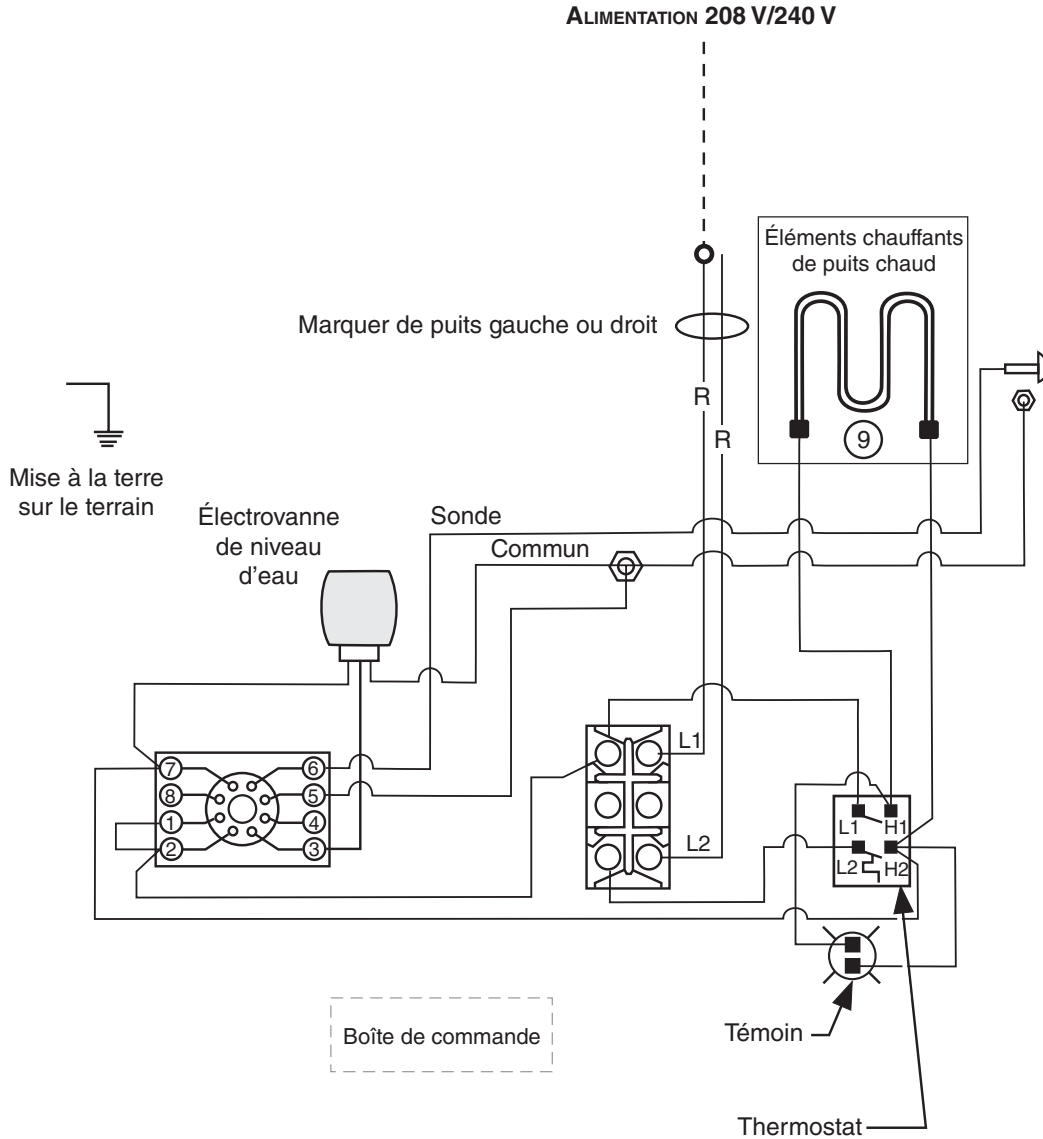 ALIMENTATION 208 V/240 V
Éléments chauffants
de puits chaud
Marquer de puits gauche ou droit
R
R
9
Mise à la terre
sur le terrain
Électrovanne
de niveau
d'eau
Sonde
Commun
L1
7
6
8
5
1
4
2
3
L2
L1
H1
L2
H2
Boîte de commande
Témoin
Thermostat